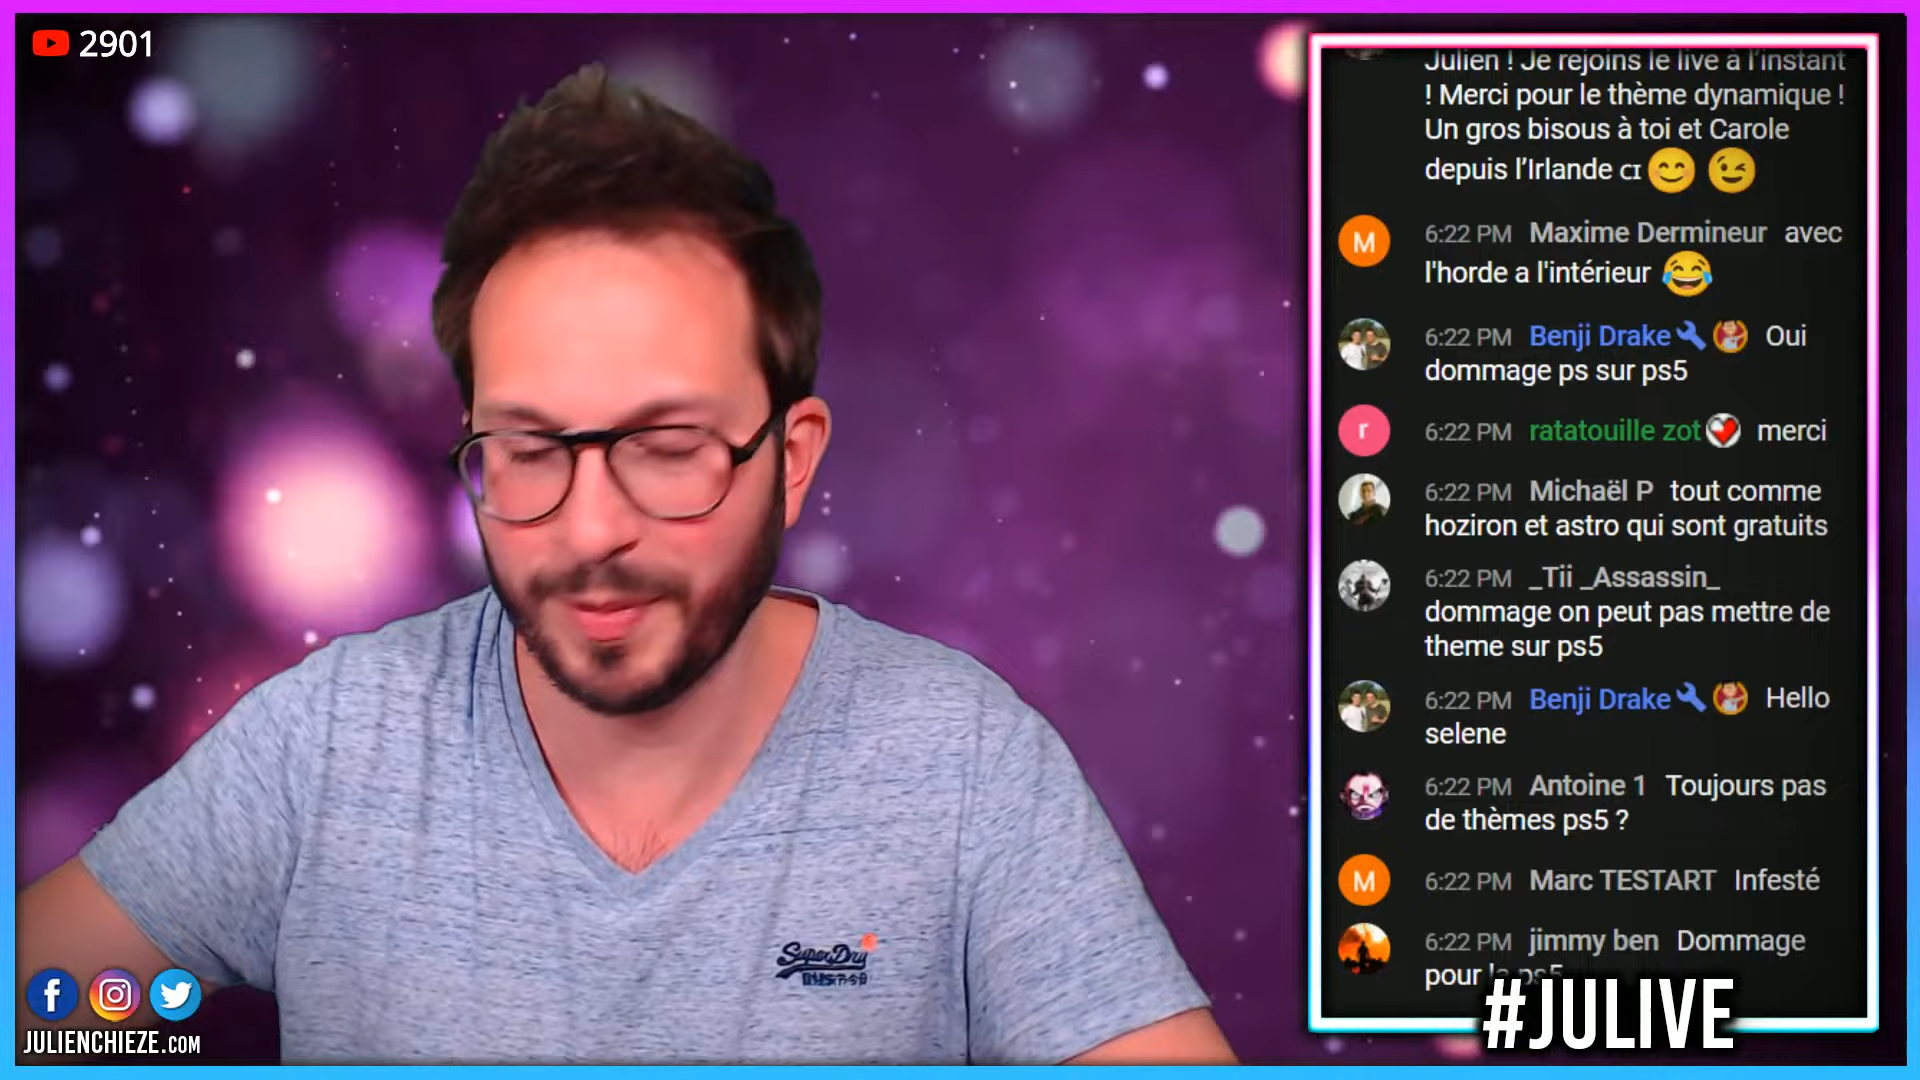 2901
Julien ! Je rejoins le live à l'instant
! Merci pour le thème dynamique !
Un gros bisous à toi et Carole
depuis l'Irlande ᴄɪ 😊 😉
M
6:22 PM Maxime Dermineur avec
l'horde a l'intérieur 😂
6:22 PM Benji Drake Oui
dommage ps sur ps5
r
6:22 PM ratatouille zot merci
6:22 PM Michaël P tout comme
hoziron et astro qui sont gratuits
6:22 PM _Tii _Assassin_
dommage on peut pas mettre de
theme sur ps5
6:22 PM Benji Drake Hello
selene
6:22 PM Antoine 1 Toujours pas
de thèmes ps5 ?
M
6:22 PM Marc TESTART Infesté
6:22 PM jimmy ben Dommage
pour la ps5
#JULIVE
SuperDry
JULIENCHIEZE.COM